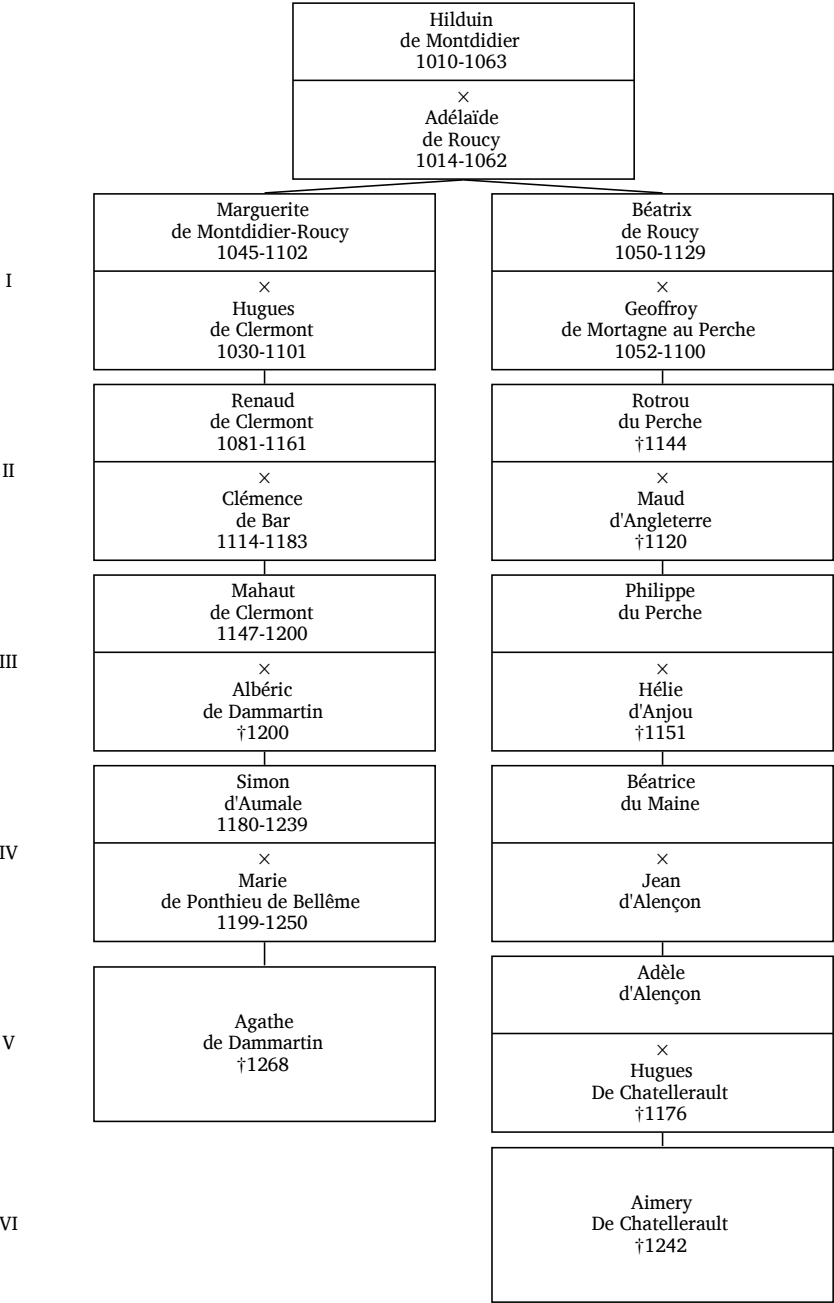 Hilduin
de Montdidier
1010-1063
×
Adélaïde
de Roucy
1014-1062
I
Marguerite
de Montdidier-Roucy
1045-1102
×
Hugues
de Clermont
1030-1101
Béatrix
de Roucy
1050-1129
×
Geoffroy
de Mortagne au Perche
1052-1100
II
Renaud
de Clermont
1081-1161
×
Clémence
de Bar
1114-1183
Rotrou
du Perche
†1144
×
Maud
d'Angleterre
†1120
III
Mahaut
de Clermont
1147-1200
×
Albéric
de Dammartin
†1200
Philippe
du Perche
×
Hélie
d'Anjou
†1151
IV
Simon
d'Aumale
1180-1239
×
Marie
de Ponthieu de Bellême
1199-1250
Béatrice
du Maine
×
Jean
d'Alençon
V
Agathe
de Dammartin
†1268
Adèle
d'Alençon
×
Hugues
De Chatellerault
†1176
VI
Aimery
De Chatellerault
†1242